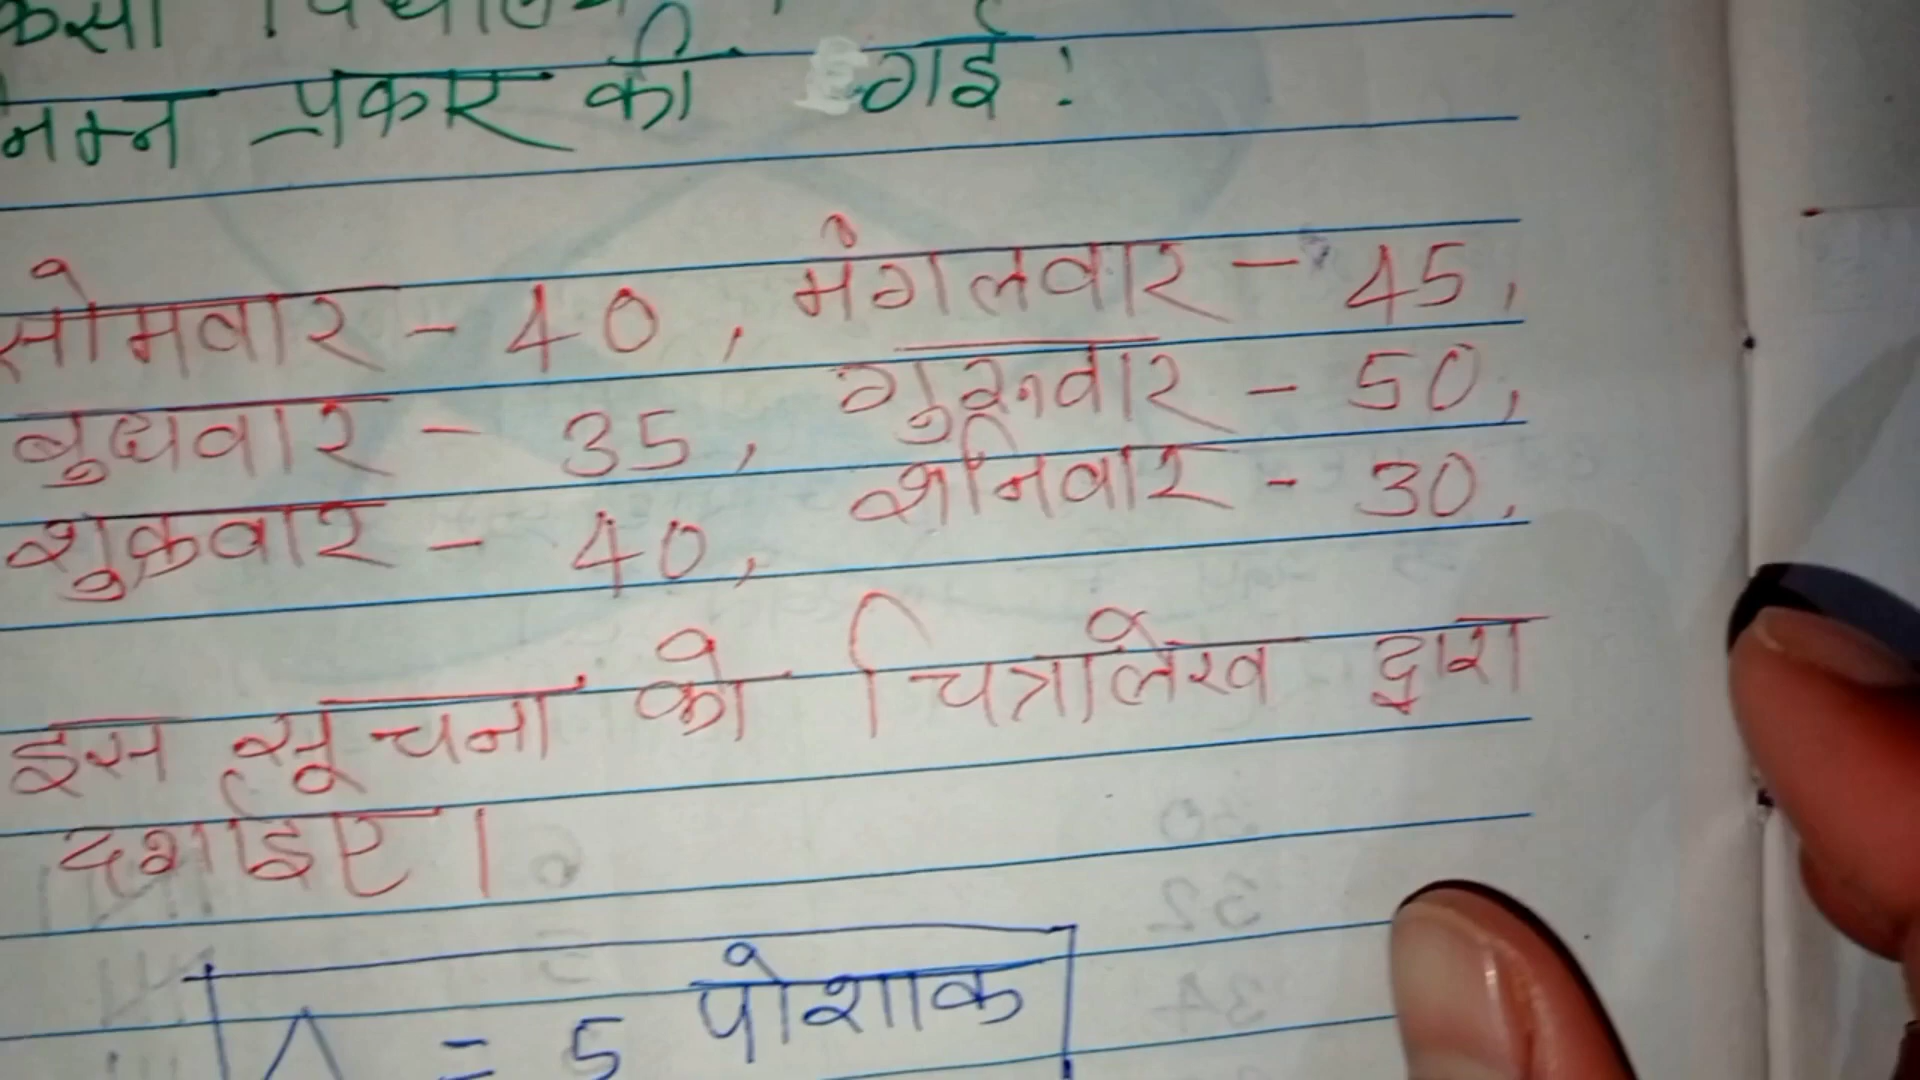 प्रकार की गई :
सोमवार - 40 , मंगलवार - 45,
बुधवार - 35, गुरुवार - 50,
शुक्रवार - 40, शनिवार - 30.
इस सूचना को चित्रालेख द्वारा
दर्शाइए ।
= 5 पोशाक